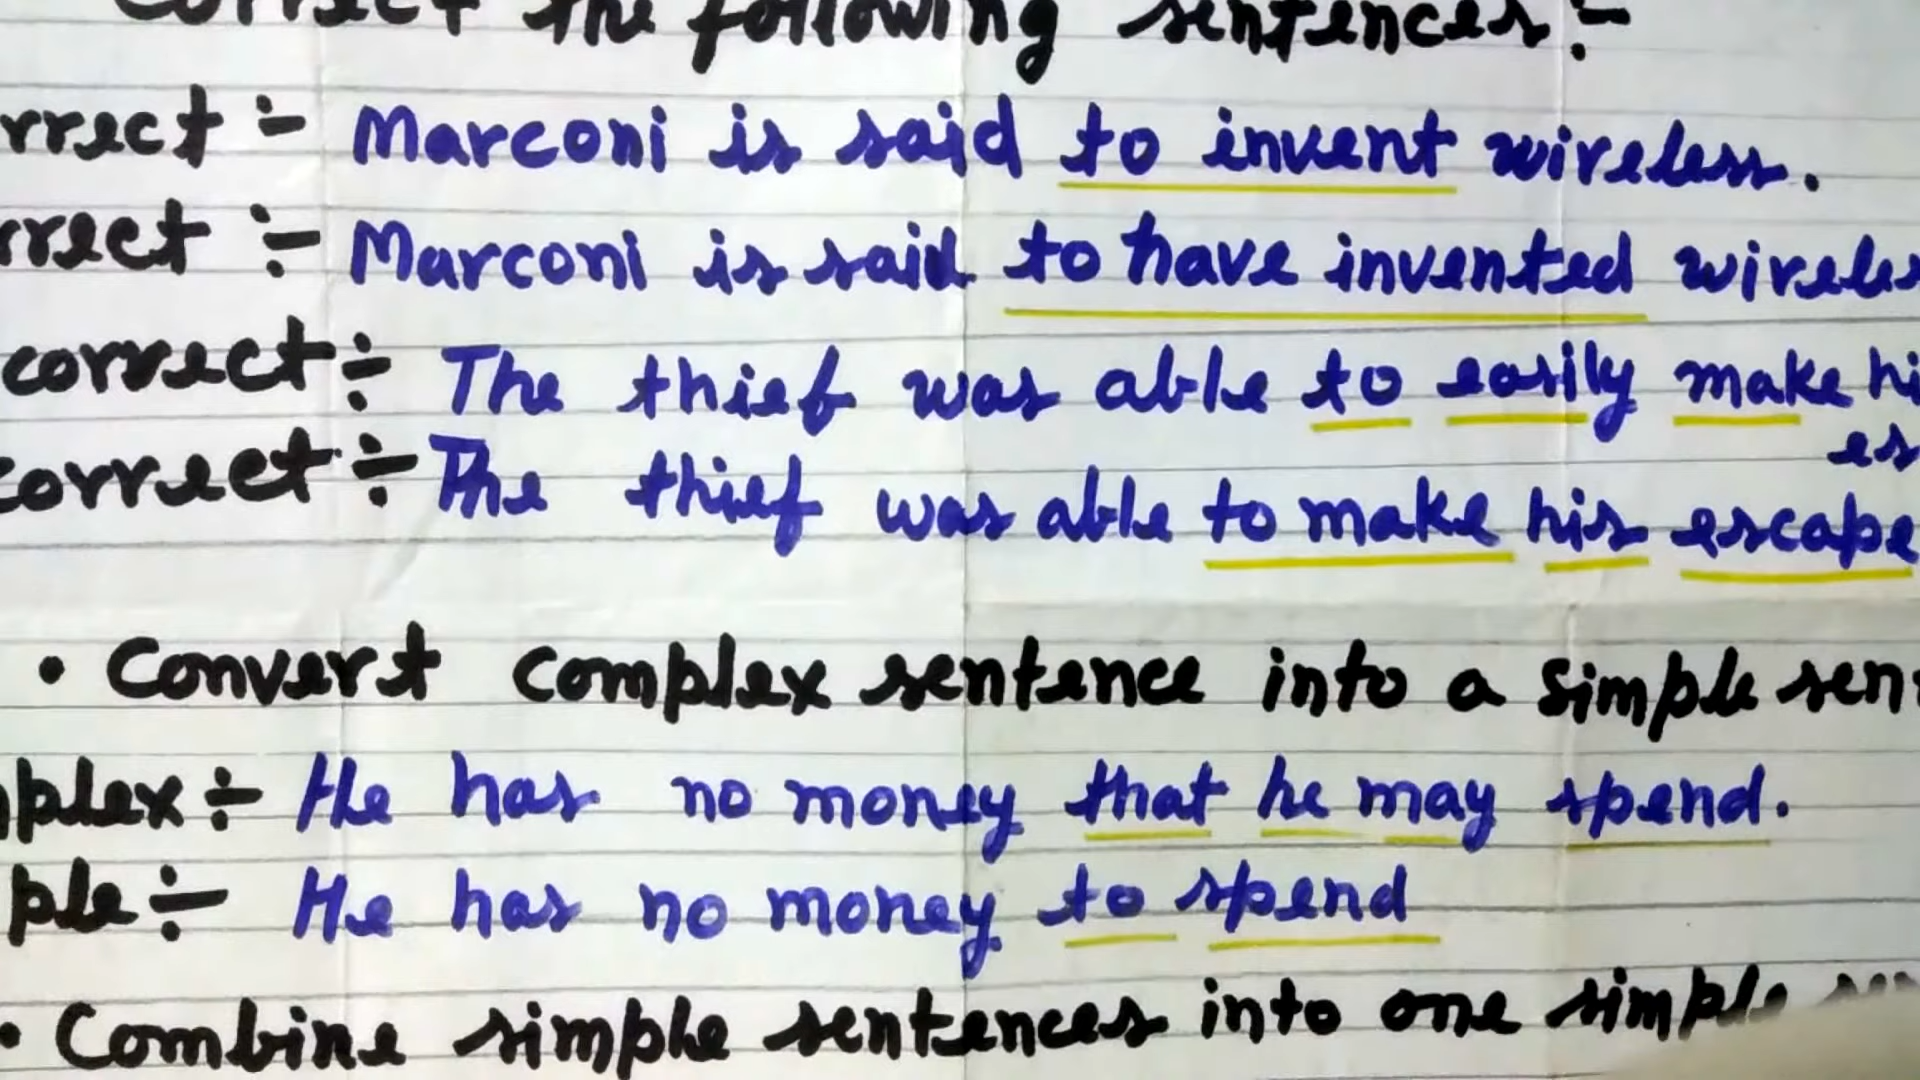 Correct the following sentences:-
rrect ÷ Marconi is said to invent wireless.
rrect ÷ Marconi is said to have invented wireles
correct ÷ The thief was able to easily make hi
es
correct ÷ The thief was able to make his escape
• Convert complex sentence into a simple sen
plex ÷ He has no money that he may spend.
ple ÷ He has no money to spend
• Combine simple sentences into one simple